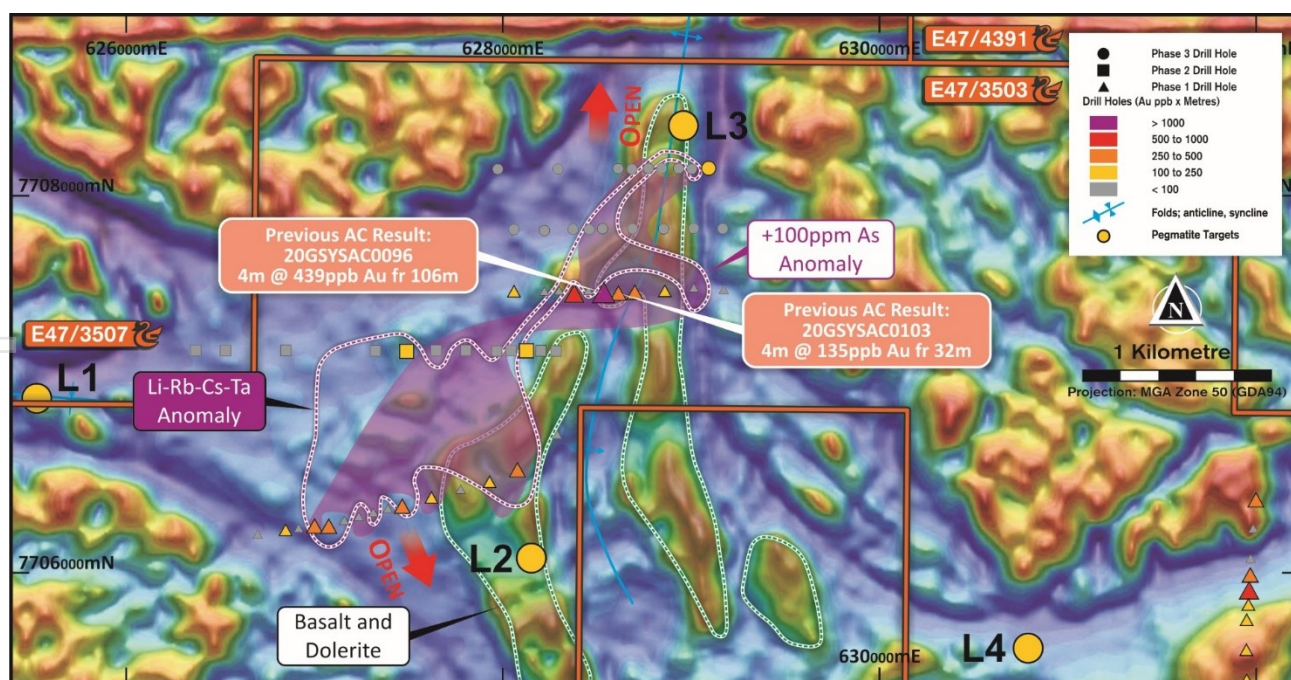 626000mE
628000mE
630000mE
E47/4391
E47/3503
Phase 3 Drill Hole
Phase 2 Drill Hole
Phase 1 Drill Hole
Drill Holes (Au ppb x Metres)
> 1000
500 to 1000
250 to 500
100 to 250
< 100
Folds; anticline, syncline
Pegmatite Targets
OPEN
L3
7708000mN
7708000mN
Previous AC Result:
20GSYSAC0096
4m @ 439ppb Au fr 106m
+100ppm As
Anomaly
N
Previous AC Result:
20GSYSAC0103
4m @ 135ppb Au fr 32m
E47/3507
1 Kilometre
Projection: MGA Zone 50 (GDA94)
L1
Li-Rb-Cs-Ta
Anomaly
OPEN
L2
7706000mN
7706000mN
Basalt and
Dolerite
630000mE
L4